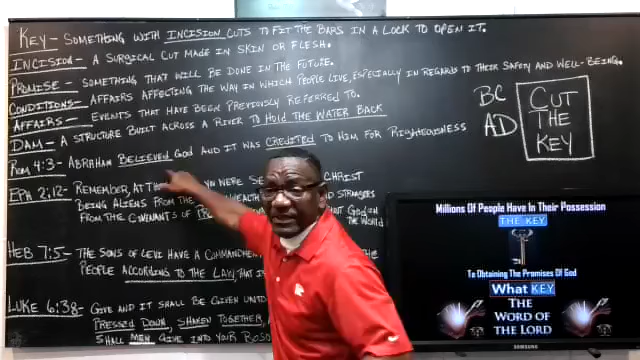 KEY- SOMETHING WITH INCISION CUTS TO FIT THE BARS IN A LOCK TO OPEN IT.
INCISION- A SURGICAL CUT MADE IN SKIN OR FLESH.
PROMISE- SOMETHING THAT WILL BE DONE IN THE FUTURE.
CONDITIONS- AFFAIRS AFFECTING THE WAY IN WHICH PEOPLE LIVE, ESPECIALLY IN REGARDS TO THEIR SAFETY AND WELL-BEING.
AFFAIRS- EVENTS THAT HAVE BEEN PREVIOUSLY REFERRED TO.
DAM- A STRUCTURE BUILT ACROSS A RIVER TO HOLD THE WATER BACK
ROM 4:3- ABRAHAM BELIEVED GOD AND IT WAS CREDITED TO HIM FOR RIGHTEOUSNESS
EPH 2:12- REMEMBER, AT WERE CHRIST
BEING ALIENS FROM THE STRANGERS
FROM THE COVENANTS OF GOD IN
THE WORLD
HEB 7:5- THE SONS OF LEVI HAVE A THE
PEOPLE ACCORDING TO THE LAW, THAT
LUKE 6:38- GIVE AND IT SHALL BE GIVEN
PRESSED DOWN, SHAKEN TOGETHER,
SHALL MEN GIVE INTO YOUR
BC
AD
CUT
THE
KEY
Millions Of People Have In Their Possession
THE KEY
To Obtaining The Promises Of God
What KEY
THE
WORD OF
THE LORD
SAMSUNG